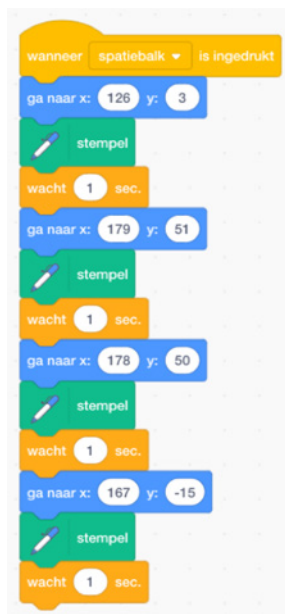 wanneer spatiebalk is ingedrukt
ga naar x: 126 y: 3
stempel
wacht 1 sec.
ga naar x: 179 y: 51
stempel
wacht 1 sec.
ga naar x: 178 y: 50
stempel
wacht 1 sec.
ga naar x: 167 y: -15
stempel
wacht 1 sec.